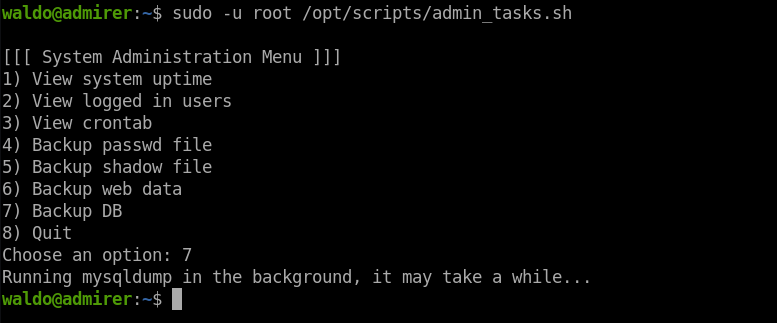 waldo@admirer:~$ sudo -u root /opt/scripts/admin_tasks.sh
[[[ System Administration Menu ]]]
1) View system uptime
2) View logged in users
3) View crontab
4) Backup passwd file
5) Backup shadow file
6) Backup web data
7) Backup DB
8) Quit
Choose an option: 7
Running mysqldump in the background, it may take a while...
waldo@admirer:~$